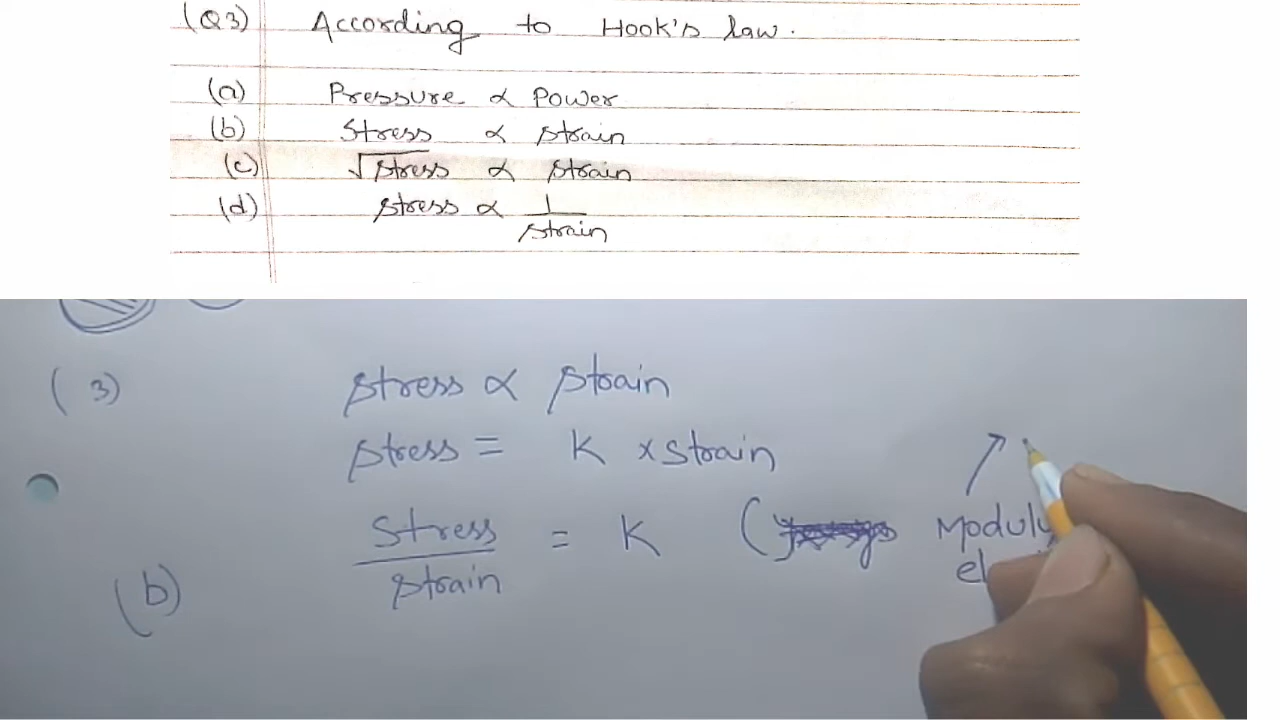 (Q3) According to Hook's law.
(a) Pressure ∝ Power
(b) Stress ∝ strain
(c) √stress ∝ strain
(d) stress ∝ 1/strain
(3) stress ∝ strain
stress = K × strain
stress/strain = K (
(b)